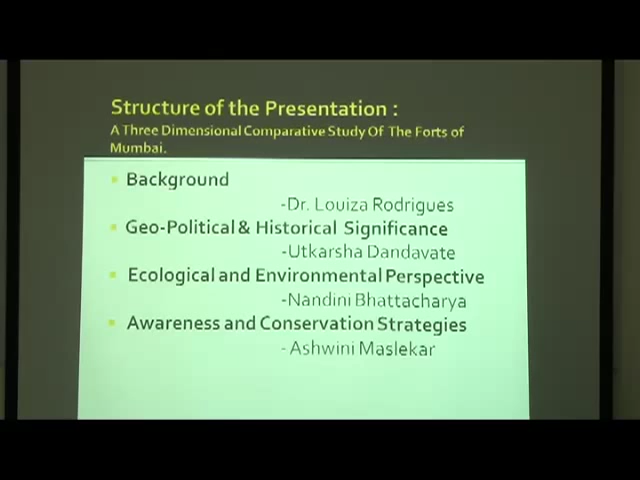 Structure of the Presentation :
A Three Dimensional Comparative Study Of The Forts of
Mumbai.
Background
-Dr. Louiza Rodrigues
Geo-Political & Historical Significance
-Utkarsha Dandavate
Ecological and Environmental Perspective
-Nandini Bhattacharya
Awareness and Conservation Strategies
- Ashwini Maslekar